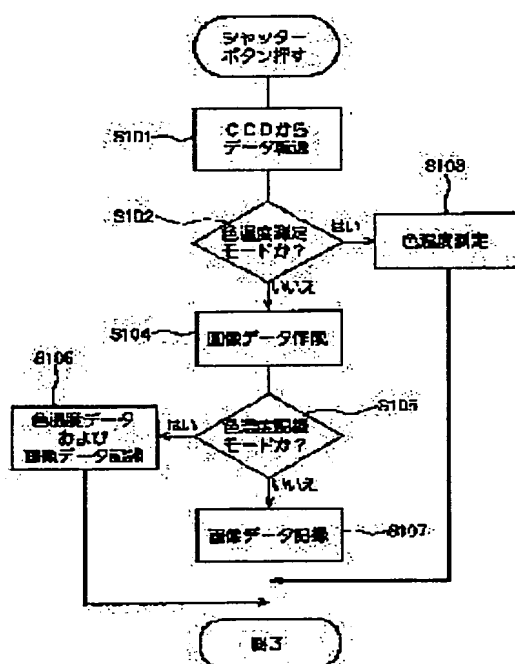 シャッター
ボタン押す
S101
CCDから
データ転送
S102
色温度測定
モードか?
はい
S103
色温度測定
いいえ
S104
画像データ作成
S105
色温度記録
モードか?
はい
S106
色温度データ
および
画像データ記録
いいえ
画像データ記録
S107
終了